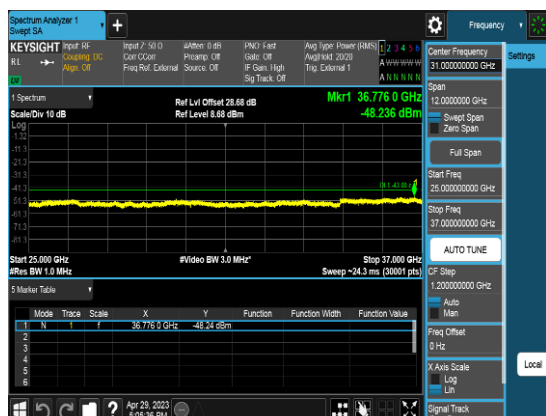 Spectrum Analyzer 1
Swept SA
+
Frequency
KEYSIGHT
RL
Input: RF
Coupling: DC
Align: Off
Input Z: 50 Ω
Corr CCorr
Freq Ref: External
#Atten: 0 dB
Preamp: Off
Source: Off
PNO: Fast
Gate: Off
IF Gain: High
Sig Track: Off
Avg Type: Power (RMS)
Avg|Hold: 20/20
Trig: External 1
1 2 3 4 5 6
A W W W W W
A N N N N N
LV
1 Spectrum
Scale/Div 10 dB
Ref Lvl Offset 28.68 dB
Ref Level 8.68 dBm
Mkr1 36.776 0 GHz
-48.236 dBm
Log
-1.32
-11.3
-21.3
-31.3
-41.3
-51.3
-61.3
-71.3
-81.3
DL1 -43.00
Start 25.000 GHz
#Res BW 1.0 MHz
#Video BW 3.0 MHz*
Stop 37.000 GHz
Sweep ~24.3 ms (30001 pts)
5 Marker Table
Mode Trace Scale X Y Function Function Width Function Value
1 N 1 f 36.776 0 GHz -48.24 dBm
2
3
4
5
6
Apr 29, 2023
Center Frequency
31.000000000 GHz
Span
12.0000000 GHz
Swept Span
Zero Span
Full Span
Start Freq
25.000000000 GHz
Stop Freq
37.000000000 GHz
AUTO TUNE
CF Step
1.200000000 GHz
Auto
Man
Freq Offset
0 Hz
X Axis Scale
Log
Lin
Signal Track
Settings
Local